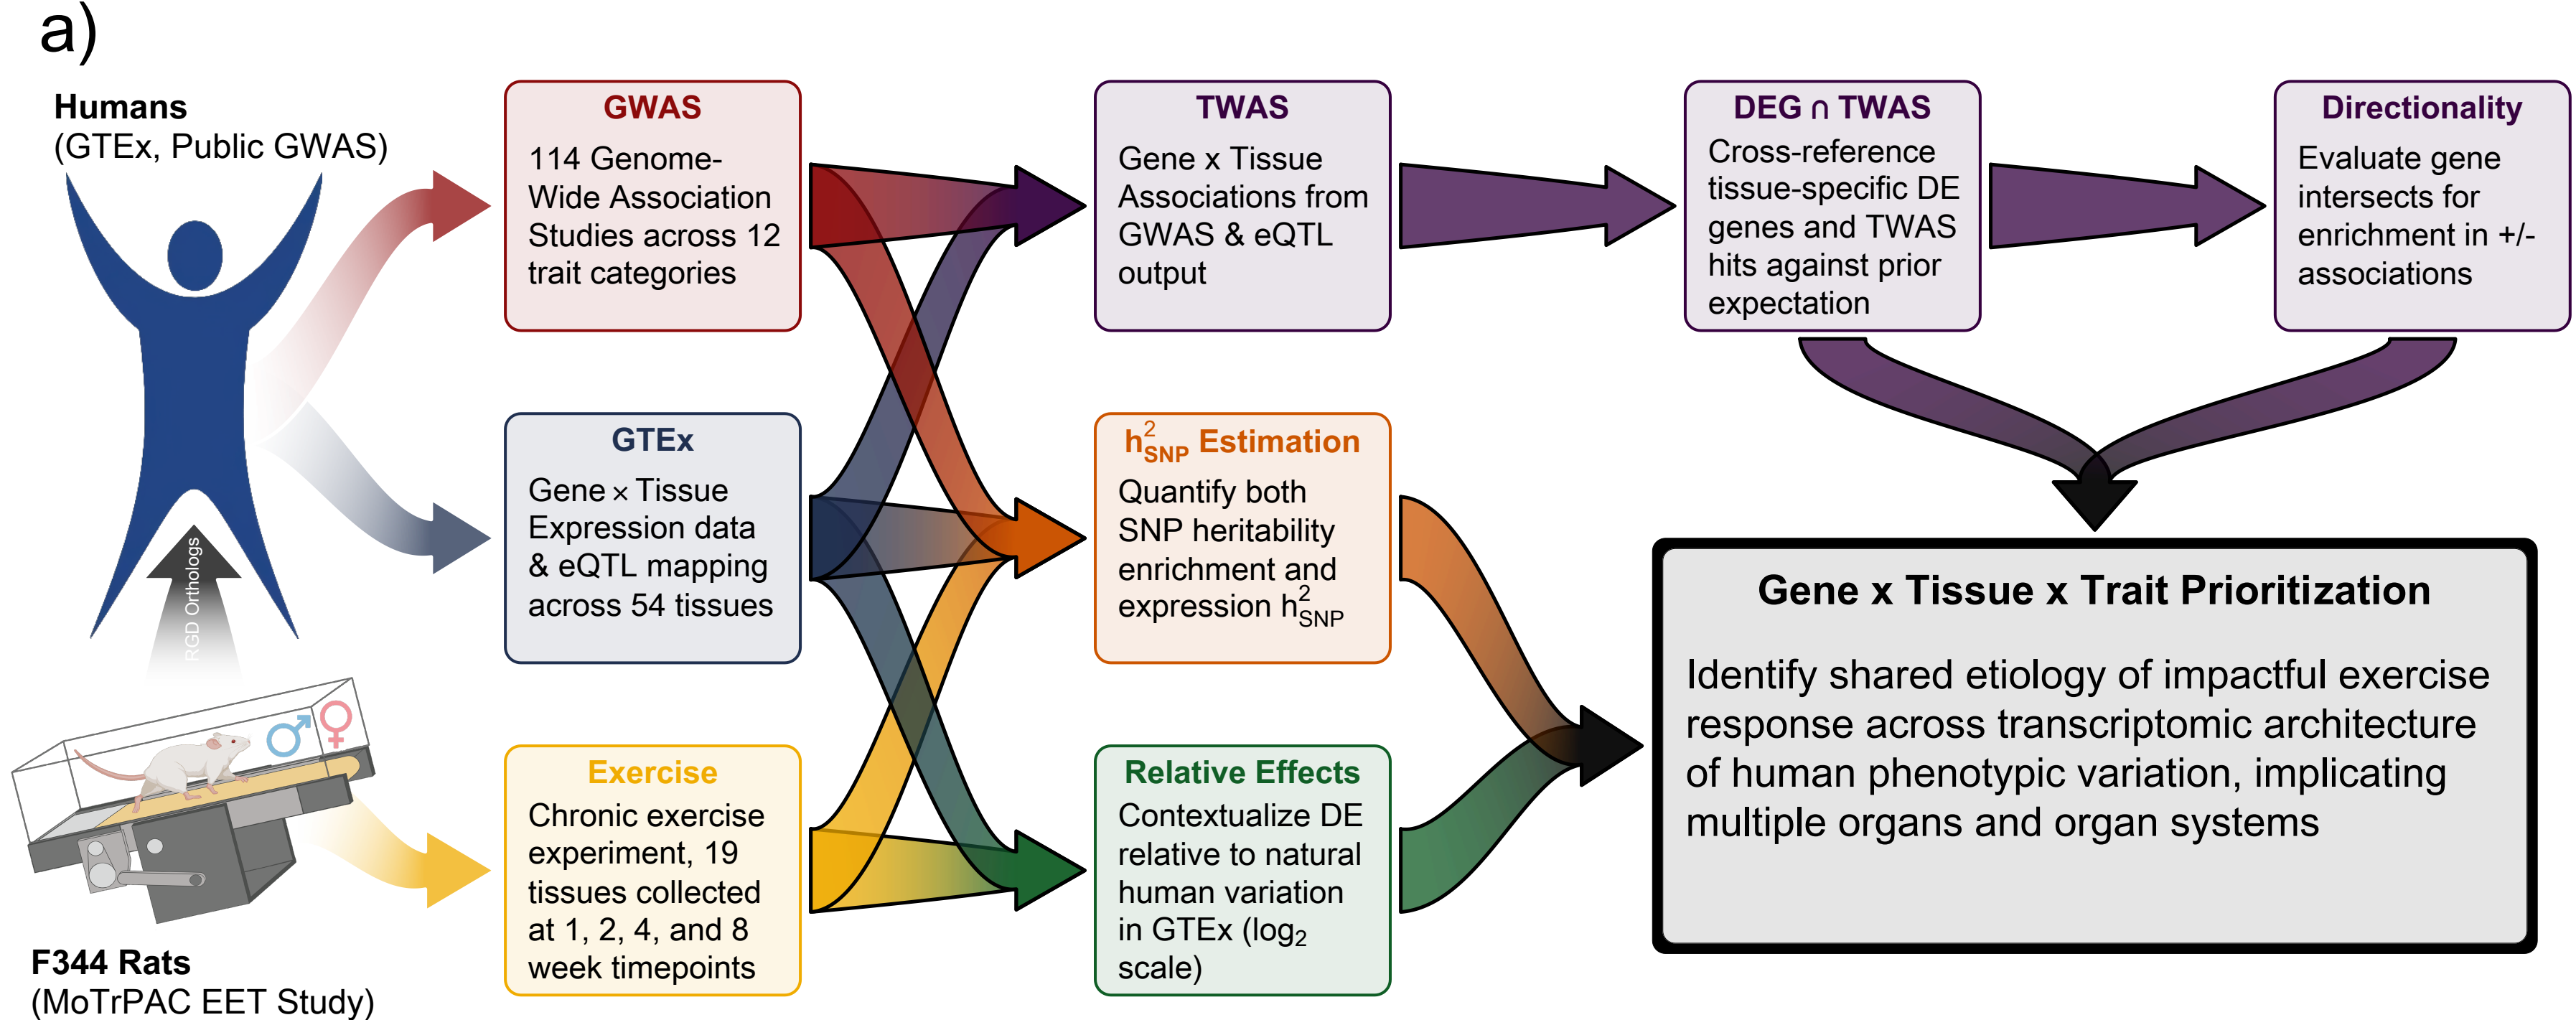 a)
Humans
(GTEx, Public GWAS)
RGD Orthologs
F344 Rats
(MoTrPAC EET Study)
GWAS
114 Genome-
Wide Association
Studies across 12
trait categories
GTEx
Gene × Tissue
Expression data
& eQTL mapping
across 54 tissues
Exercise
Chronic exercise
experiment, 19
tissues collected
at 1, 2, 4, and 8
week timepoints
TWAS
Gene x Tissue
Associations from
GWAS & eQTL
output
h²SNP Estimation
Quantify both
SNP heritability
enrichment and
expression h²SNP
Relative Effects
Contextualize DE
relative to natural
human variation
in GTEx (log₂
scale)
DEG ∩ TWAS
Cross-reference
tissue-specific DE
genes and TWAS
hits against prior
expectation
Directionality
Evaluate gene
intersects for
enrichment in +/-
associations
Gene x Tissue x Trait Prioritization
Identify shared etiology of impactful exercise
response across transcriptomic architecture
of human phenotypic variation, implicating
multiple organs and organ systems